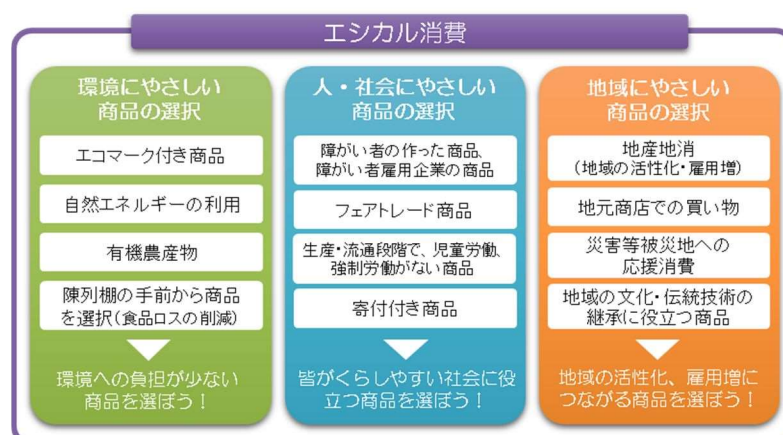 エシカル消費
環境にやさしい
商品の選択
エコマーク付き商品
自然エネルギーの利用
有機農産物
陳列棚の手前から商品
を選択(食品ロスの削減)
環境への負担が少ない
商品を選ぼう!
人・社会にやさしい
商品の選択
障がい者の作った商品、
障がい者雇用企業の商品
フェアトレード商品
生産・流通段階で、児童労働、
強制労働がない商品
寄付付き商品
皆がくらしやすい社会に役
立つ商品を選ぼう!
地域にやさしい
商品の選択
地産地消
(地域の活性化・雇用増)
地元商店での買い物
災害等被災地への
応援消費
地域の文化・伝統技術の
継承に役立つ商品
地域の活性化、雇用増に
つながる商品を選ぼう!